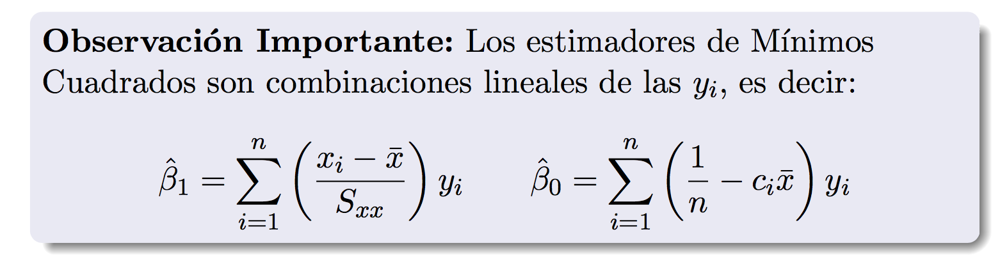 Observación Importante: Los estimadores de Mínimos
Cuadrados son combinaciones lineales de las $y_i$, es decir:
$\hat{\beta}_1 = \sum_{i=1}^{n} \left( \frac{x_i - \bar{x}}{S_{xx}} \right) y_i \qquad \hat{\beta}_0 = \sum_{i=1}^{n} \left( \frac{1}{n} - c_i \bar{x} \right) y_i$